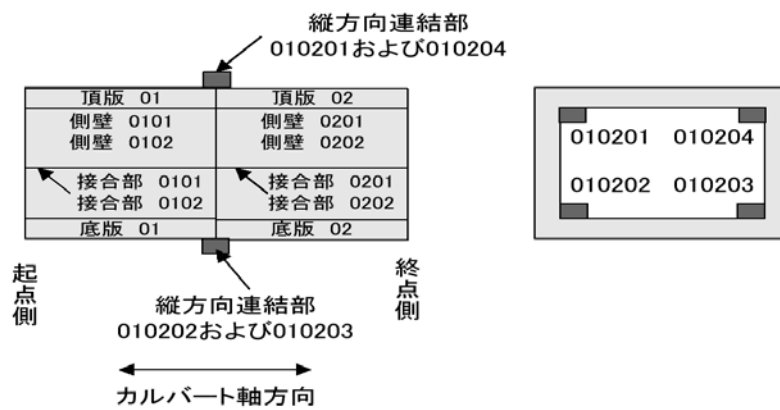 縦方向連結部
010201および010204
頂版 01
頂版 02
側壁 0101
側壁 0102
側壁 0201
側壁 0202
接合部 0101
接合部 0102
接合部 0201
接合部 0202
底版 01
底版 02
010201 010204
010202 010203
起点側
終点側
縦方向連結部
010202および010203
カルバート軸方向